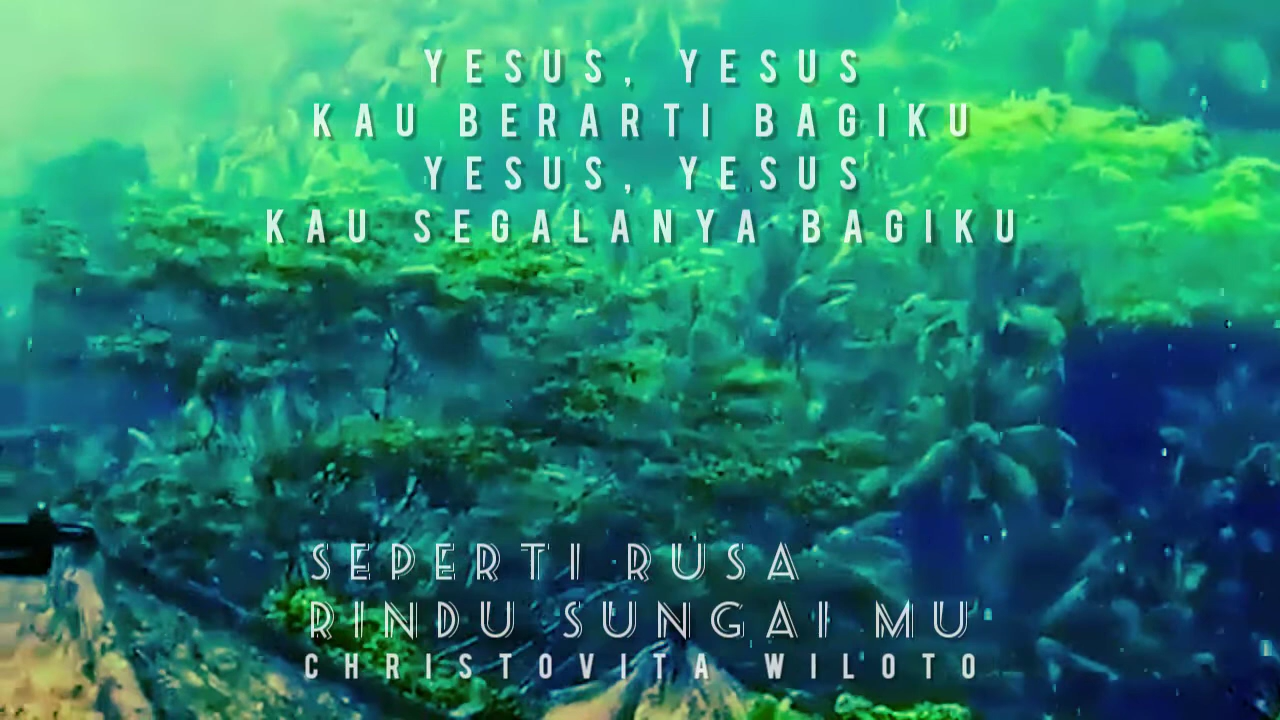 YESUS, YESUS
KAU BERARTI BAGIKU
YESUS, YESUS
KAU SEGALANYA BAGIKU
SEPERTI RUSA
RINDU SUNGAI MU
CHRISTOVITA WILOTO